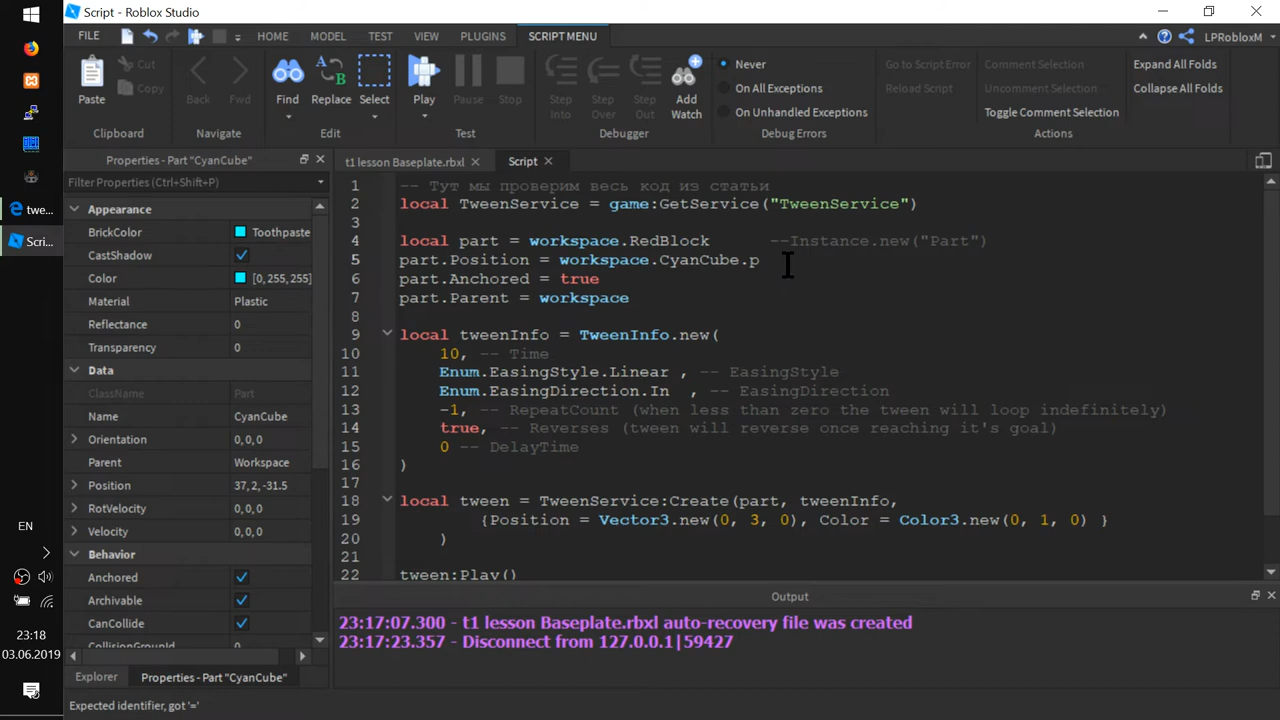 Script - Roblox Studio
FILE HOME MODEL TEST VIEW PLUGINS SCRIPT MENU LPRobloxM
Paste Cut Copy
Back Fwd
Find Replace Select
Play Pause Stop
Step Into Step Over Step Out Add Watch
Never
On All Exceptions
On Unhandled Exceptions
Go to Script Error
Reload Script
Comment Selection
Uncomment Selection
Toggle Comment Selection
Expand All Folds
Collapse All Folds
Clipboard Navigate Edit Test Debugger Debug Errors Actions
Properties - Part "CyanCube"
t1 lesson Baseplate.rbxl Script
Filter Properties (Ctrl+Shift+P)
Appearance
BrickColor Toothpaste
CastShadow
Color [0,255,255]
Material Plastic
Reflectance 0
Transparency 0
Data
ClassName Part
Name CyanCube
Orientation 0, 0, 0
Parent Workspace
Position 37, 2, -31.5
RotVelocity 0, 0, 0
Velocity 0, 0, 0
Behavior
Anchored
Archivable
CanCollide
CollisionGroupId 0
Explorer Properties - Part "CyanCube"
Expected identifier, got '='
1 -- Тут мы проверим весь код из статьи
2 local TweenService = game:GetService("TweenService")
3
4 local part = workspace.RedBlock --Instance.new("Part")
5 part.Position = workspace.CyanCube.p
6 part.Anchored = true
7 part.Parent = workspace
8
9 local tweenInfo = TweenInfo.new(
10 10, -- Time
11 Enum.EasingStyle.Linear , -- EasingStyle
12 Enum.EasingDirection.In , -- EasingDirection
13 -1, -- RepeatCount (when less than zero the tween will loop indefinitely)
14 true, -- Reverses (tween will reverse once reaching it's goal)
15 0 -- DelayTime
16 )
18 local tween = TweenService:Create(part, tweenInfo,
19 {Position = Vector3.new(0, 3, 0), Color = Color3.new(0, 1, 0) }
20 )
21
22 tween:Play()
Output
23:17:07.300 - t1 lesson Baseplate.rbxl auto-recovery file was created
23:17:23.357 - Disconnect from 127.0.0.1|59427
twe...
Scri...
EN
23:18
03.06.2019